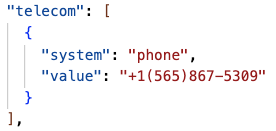 "telecom": [
{
"system": "phone",
"value": "+1(565)867-5309"
}
],